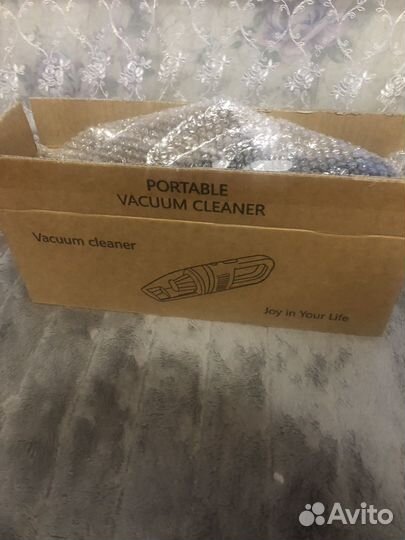 PORTABLE
VACUUM CLEANER
Vacuum cleaner
Joy in Your Life
Avito